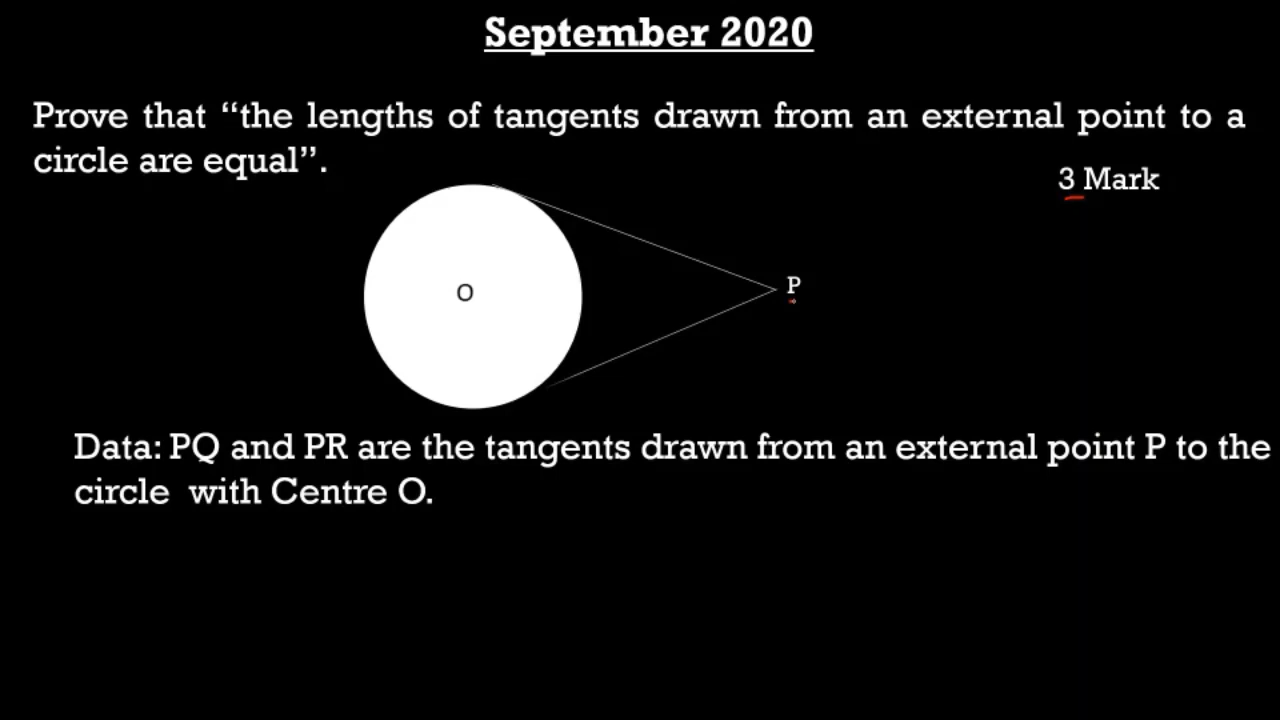 September 2020
Prove that “the lengths of tangents drawn from an external point to a
circle are equal”.
3 Mark
O
P
Data: PQ and PR are the tangents drawn from an external point P to the
circle with Centre O.